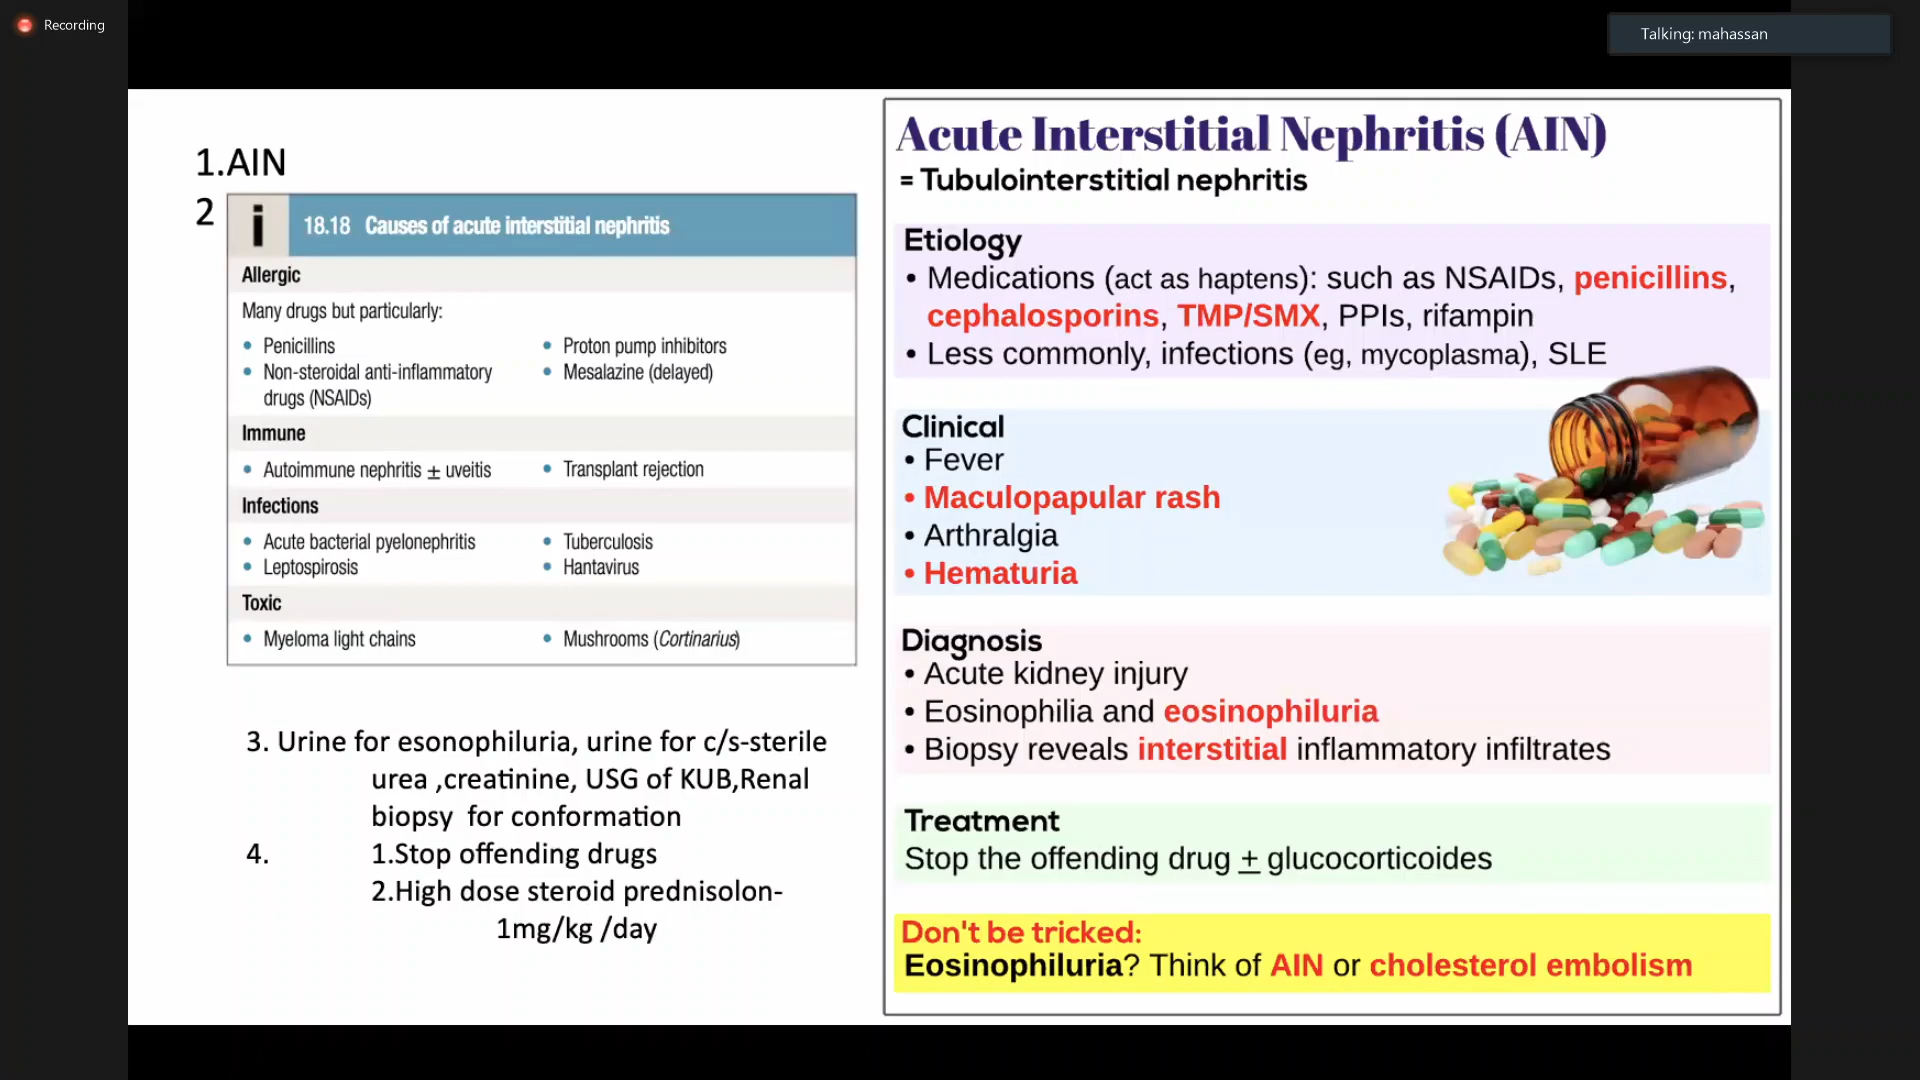 Recording
Talking: mahassan
1.AIN
2
i
18.18 Causes of acute interstitial nephritis
Allergic
Many drugs but particularly:
• Penicillins
• Non-steroidal anti-inflammatory
drugs (NSAIDs)
• Proton pump inhibitors
• Mesalazine (delayed)
Immune
• Autoimmune nephritis ± uveitis
• Transplant rejection
Infections
• Acute bacterial pyelonephritis
• Leptospirosis
• Tuberculosis
• Hantavirus
Toxic
• Myeloma light chains
• Mushrooms (Cortinarius)
3. Urine for esonophiluria, urine for c/s-sterile
urea ,creatinine, USG of KUB,Renal
biopsy for conformation
4. 1.Stop offending drugs
2.High dose steroid prednisolon-
1mg/kg /day
Acute Interstitial Nephritis (AIN)
= Tubulointerstitial nephritis
Etiology
• Medications (act as haptens): such as NSAIDs, penicillins,
cephalosporins, TMP/SMX, PPIs, rifampin
• Less commonly, infections (eg, mycoplasma), SLE
Clinical
• Fever
• Maculopapular rash
• Arthralgia
• Hematuria
Diagnosis
• Acute kidney injury
• Eosinophilia and eosinophiluria
• Biopsy reveals interstitial inflammatory infiltrates
Treatment
Stop the offending drug ± glucocorticoides
Don't be tricked:
Eosinophiluria? Think of AIN or cholesterol embolism